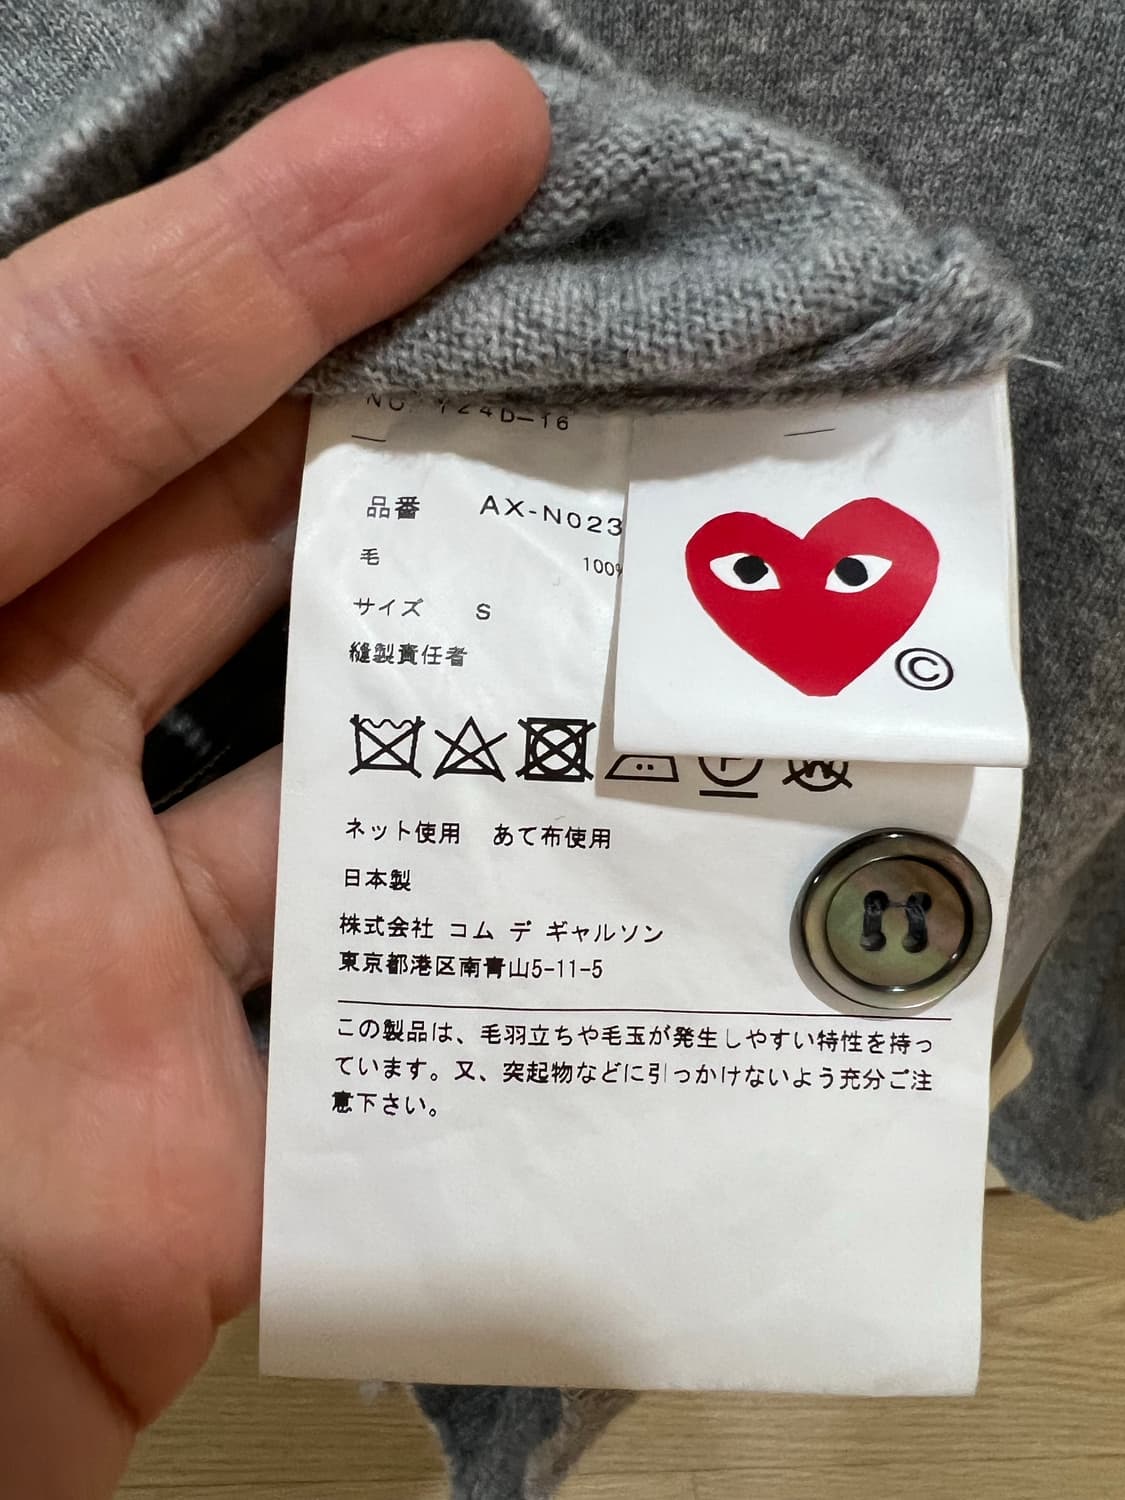 品番 AX-N023
毛 100%
サイズ S
縫製責任者
©
P
W
ネット使用 あて布使用
日本製
株式会社 コム デ ギャルソン
東京都港区南青山5-11-5
この製品は、毛羽立ちや毛玉が発生しやすい特性を持っ
ています。又、突起物などに引っかけないよう充分ご注
意下さい。